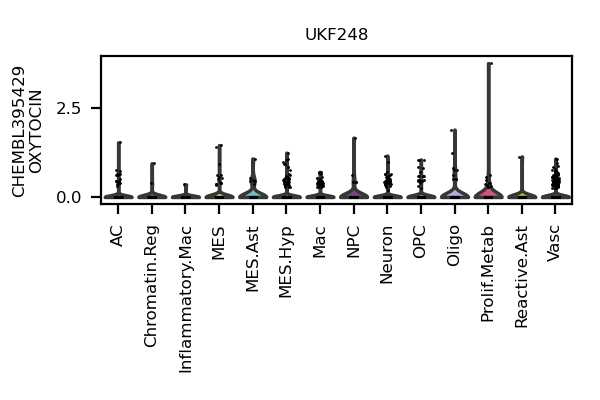 UKF248
CHEMBL395429
OXYTOCIN
2.5
0.0
AC
Chromatin.Reg
Inflammatory.Mac
MES
MES.Ast
MES.Hyp
Mac
NPC
Neuron
OPC
Oligo
Prolif.Metab
Reactive.Ast
Vasc